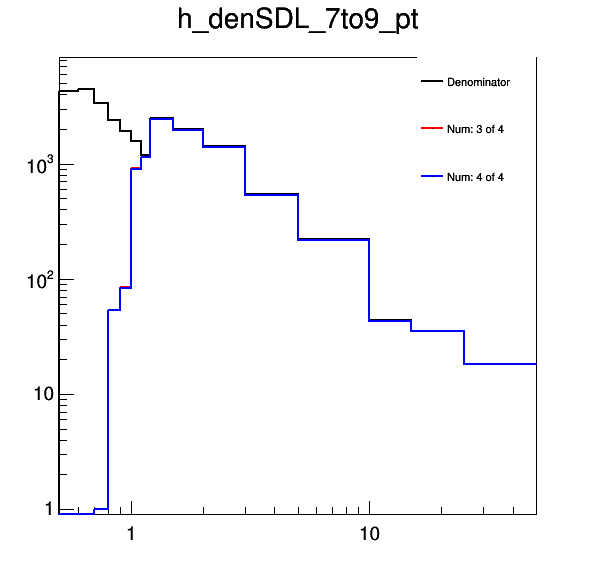 h_denSDL_7to9_pt
Denominator
Num: 3 of 4
Num: 4 of 4
10³
10²
10
1
1 10